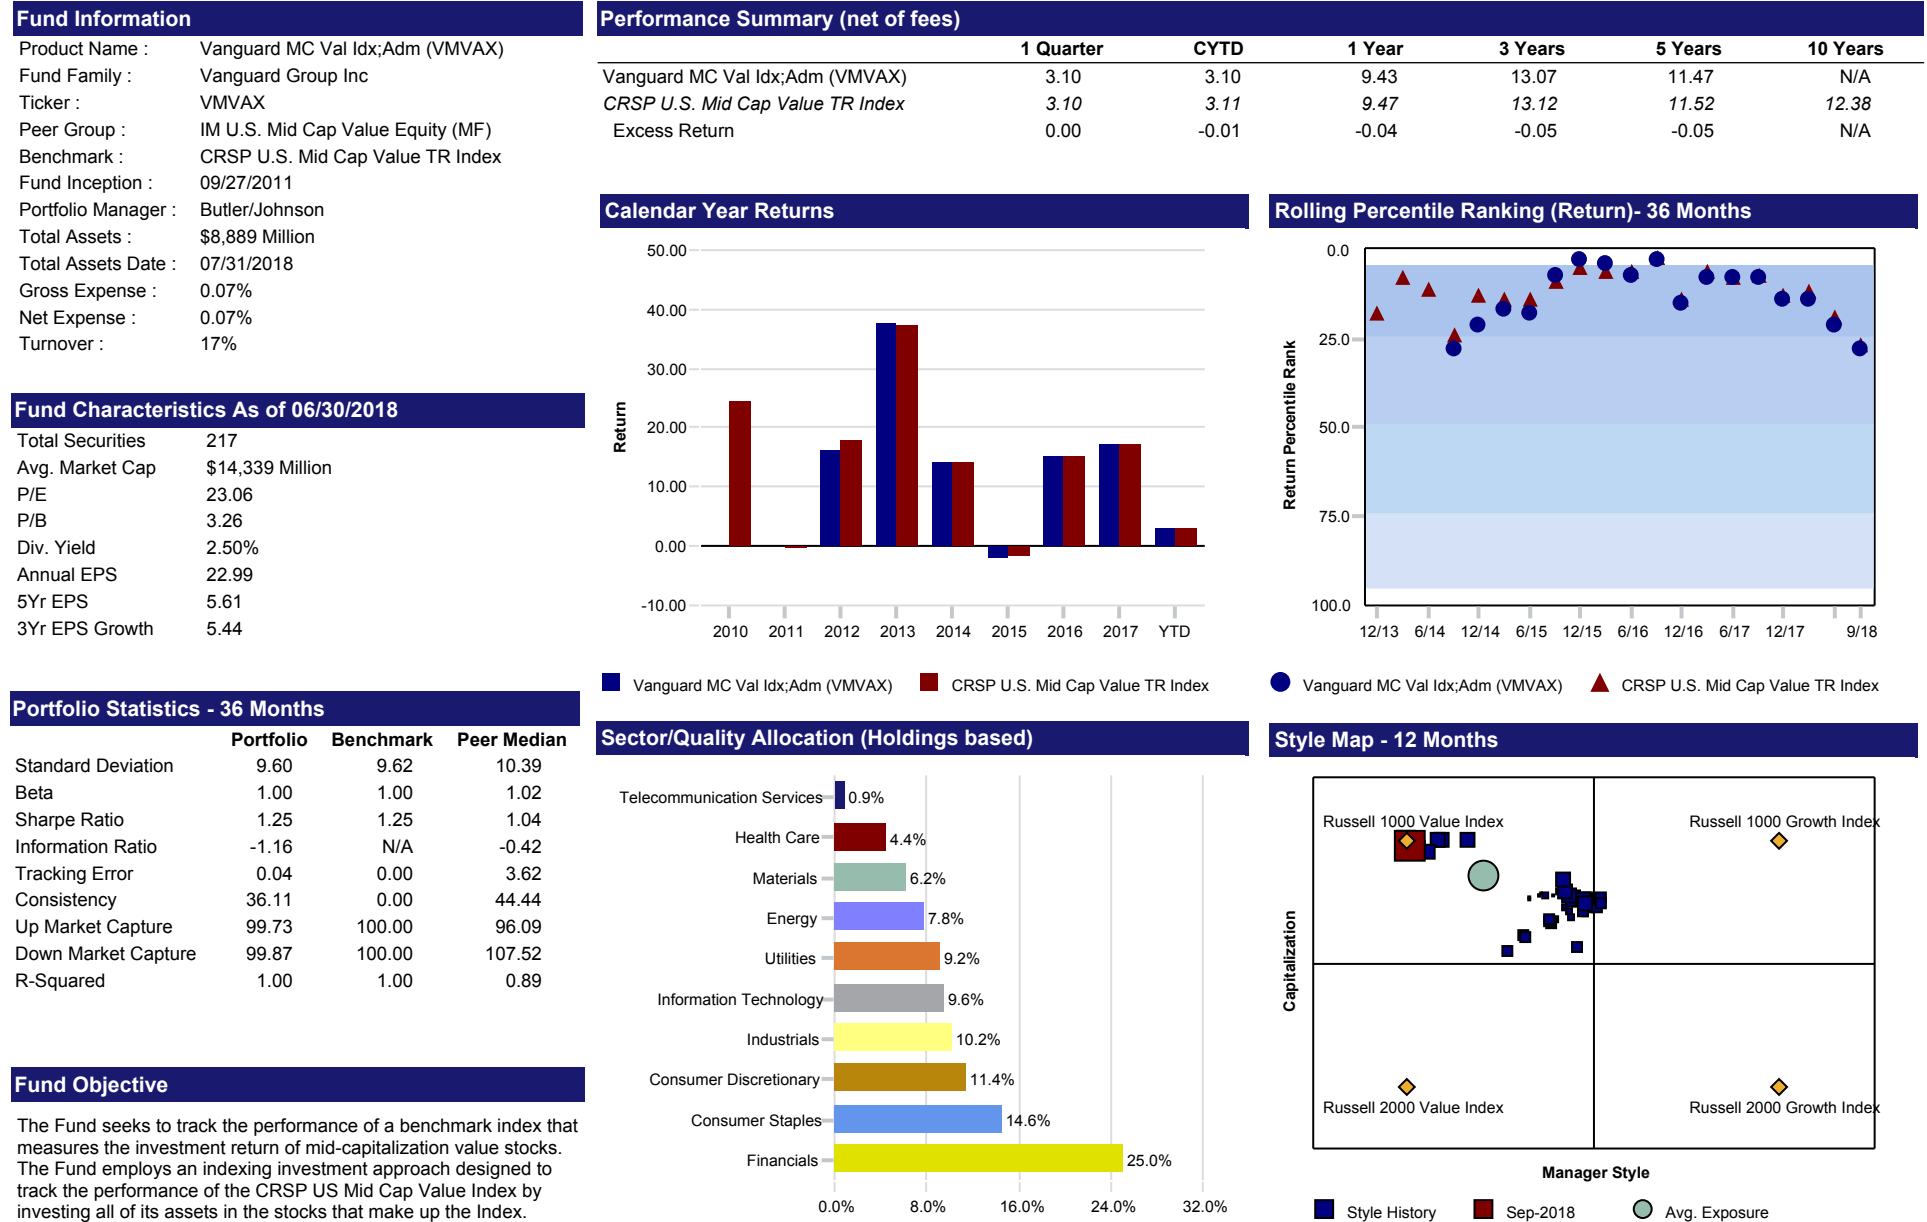 Fund Information
Product Name : Vanguard MC Val Idx;Adm (VMVAX)
Fund Family : Vanguard Group Inc
Ticker : VMVAX
Peer Group : IM U.S. Mid Cap Value Equity (MF)
Benchmark : CRSP U.S. Mid Cap Value TR Index
Fund Inception : 09/27/2011
Portfolio Manager : Butler/Johnson
Total Assets : $8,889 Million
Total Assets Date : 07/31/2018
Gross Expense : 0.07%
Net Expense : 0.07%
Turnover : 17%
Fund Characteristics As of 06/30/2018
Total Securities 217
Avg. Market Cap $14,339 Million
P/E 23.06
P/B 3.26
Div. Yield 2.50%
Annual EPS 22.99
5Yr EPS 5.61
3Yr EPS Growth 5.44
Portfolio Statistics - 36 Months
Portfolio Benchmark Peer Median
Standard Deviation 9.60 9.62 10.39
Beta 1.00 1.00 1.02
Sharpe Ratio 1.25 1.25 1.04
Information Ratio -1.16 N/A -0.42
Tracking Error 0.04 0.00 3.62
Consistency 36.11 0.00 44.44
Up Market Capture 99.73 100.00 96.09
Down Market Capture 99.87 100.00 107.52
R-Squared 1.00 1.00 0.89
Fund Objective
The Fund seeks to track the performance of a benchmark index that
measures the investment return of mid-capitalization value stocks.
The Fund employs an indexing investment approach designed to
track the performance of the CRSP US Mid Cap Value Index by
investing all of its assets in the stocks that make up the Index.
Performance Summary (net of fees)
1 Quarter CYTD 1 Year 3 Years 5 Years 10 Years
Vanguard MC Val Idx;Adm (VMVAX) 3.10 3.10 9.43 13.07 11.47 N/A
CRSP U.S. Mid Cap Value TR Index 3.10 3.11 9.47 13.12 11.52 12.38
Excess Return 0.00 -0.01 -0.04 -0.05 -0.05 N/A
Calendar Year Returns
50.00
40.00
30.00
20.00
10.00
0.00
-10.00
Return
2010 2011 2012 2013 2014 2015 2016 2017 YTD
Vanguard MC Val Idx;Adm (VMVAX) CRSP U.S. Mid Cap Value TR Index
Rolling Percentile Ranking (Return)- 36 Months
0.0
25.0
50.0
75.0
100.0
Return Percentile Rank
12/13 6/14 12/14 6/15 12/15 6/16 12/16 6/17 12/17 9/18
Vanguard MC Val Idx;Adm (VMVAX) CRSP U.S. Mid Cap Value TR Index
Sector/Quality Allocation (Holdings based)
Telecommunication Services 0.9%
Health Care 4.4%
Materials 6.2%
Energy 7.8%
Utilities 9.2%
Information Technology 9.6%
Industrials 10.2%
Consumer Discretionary 11.4%
Consumer Staples 14.6%
Financials 25.0%
0.0% 8.0% 16.0% 24.0% 32.0%
Style Map - 12 Months
Russell 1000 Value Index Russell 1000 Growth Index
Capitalization
Russell 2000 Value Index Russell 2000 Growth Index
Manager Style
Style History Sep-2018 Avg. Exposure